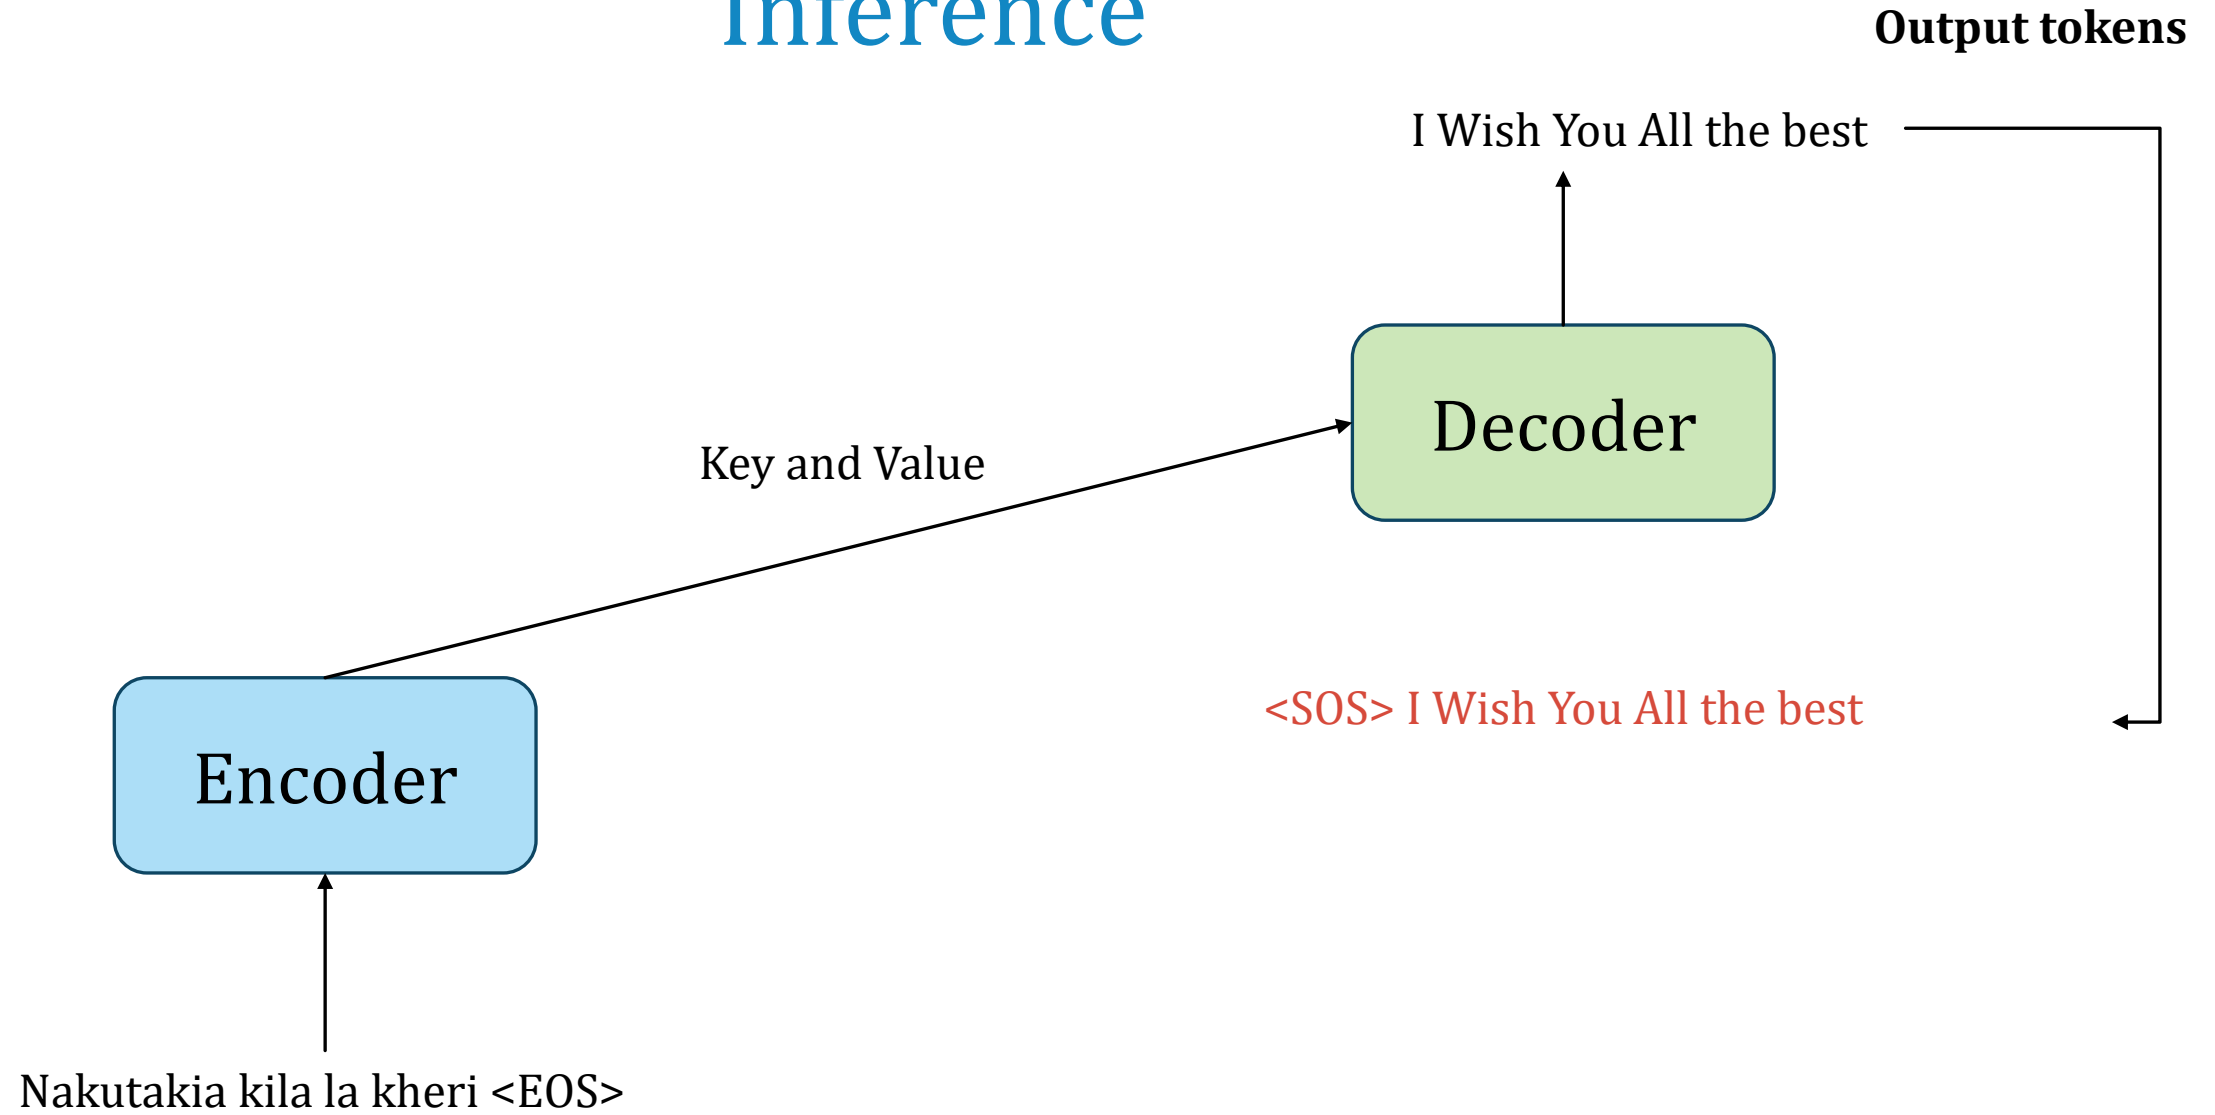 Inference
Output tokens
I Wish You All the best
Decoder
Key and Value
<SOS> I Wish You All the best
Encoder
Nakutakia kila la kheri <EOS>